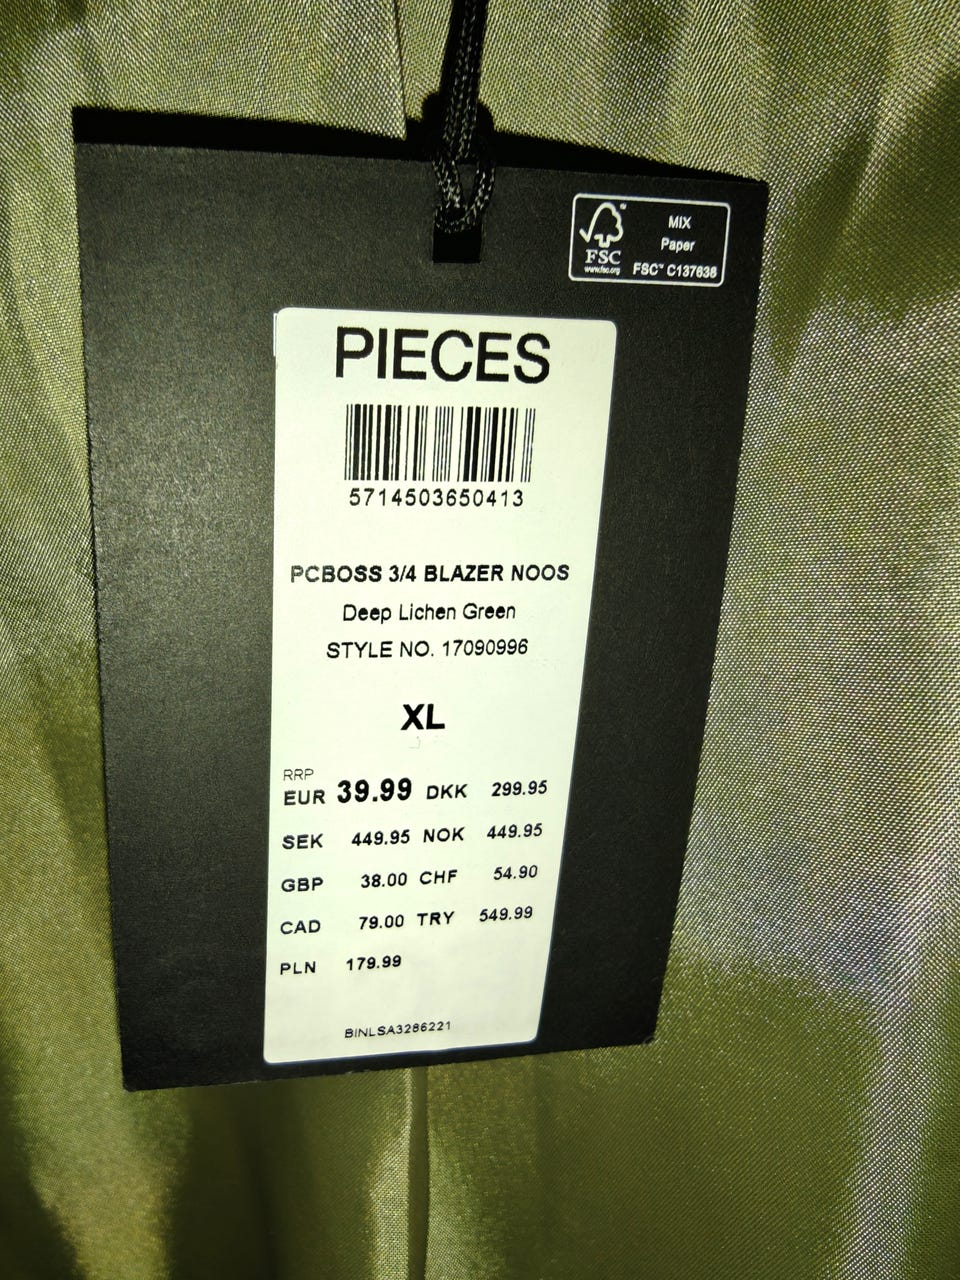 MIX
Paper
FSC™ C137636
FSC
www.fsc.org
PIECES
5714503650413
PCBOSS 3/4 BLAZER NOOS
Deep Lichen Green
STYLE NO. 17090996
XL
RRP
EUR 39.99 DKK 299.95
SEK 449.95 NOK 449.95
GBP 38.00 CHF 54.90
CAD 79.00 TRY 549.99
PLN 179.99
BINLSA3286221